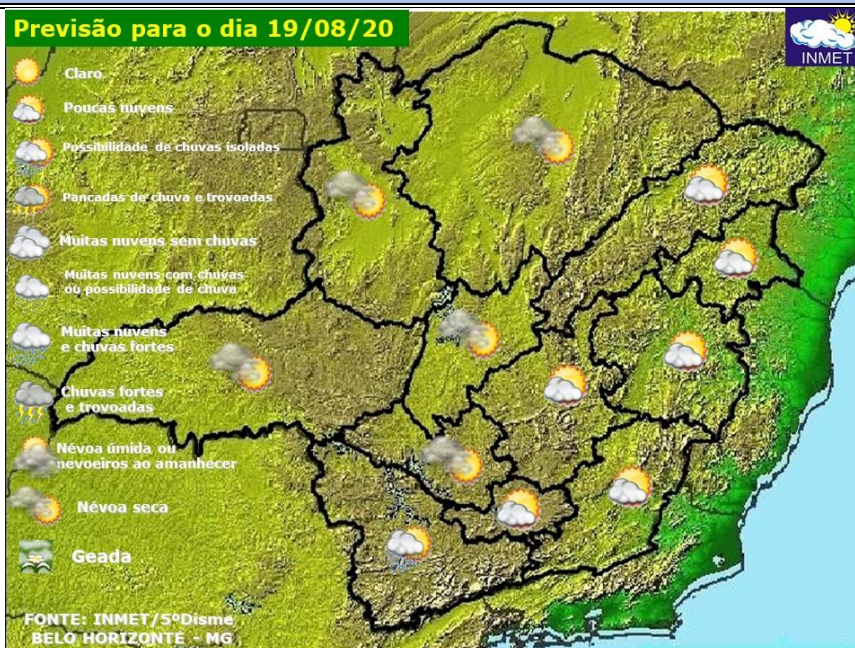 Previsão para o dia 19/08/20
INMET
Claro
Poucas nuvens
Possibilidade de chuvas isoladas
Pancadas de chuva e trovoadas
Muitas nuvens sem chuvas
Muitas nuvens com chuvas
ou possibilidade de chuva
Muitas nuvens
e chuvas fortes
Chuvas fortes
e trovoadas
Névoa úmida ou
nevoeiros ao amanhecer
Névoa seca
Geada
FONTE: INMET/5ºDisme
BELO HORIZONTE - MG